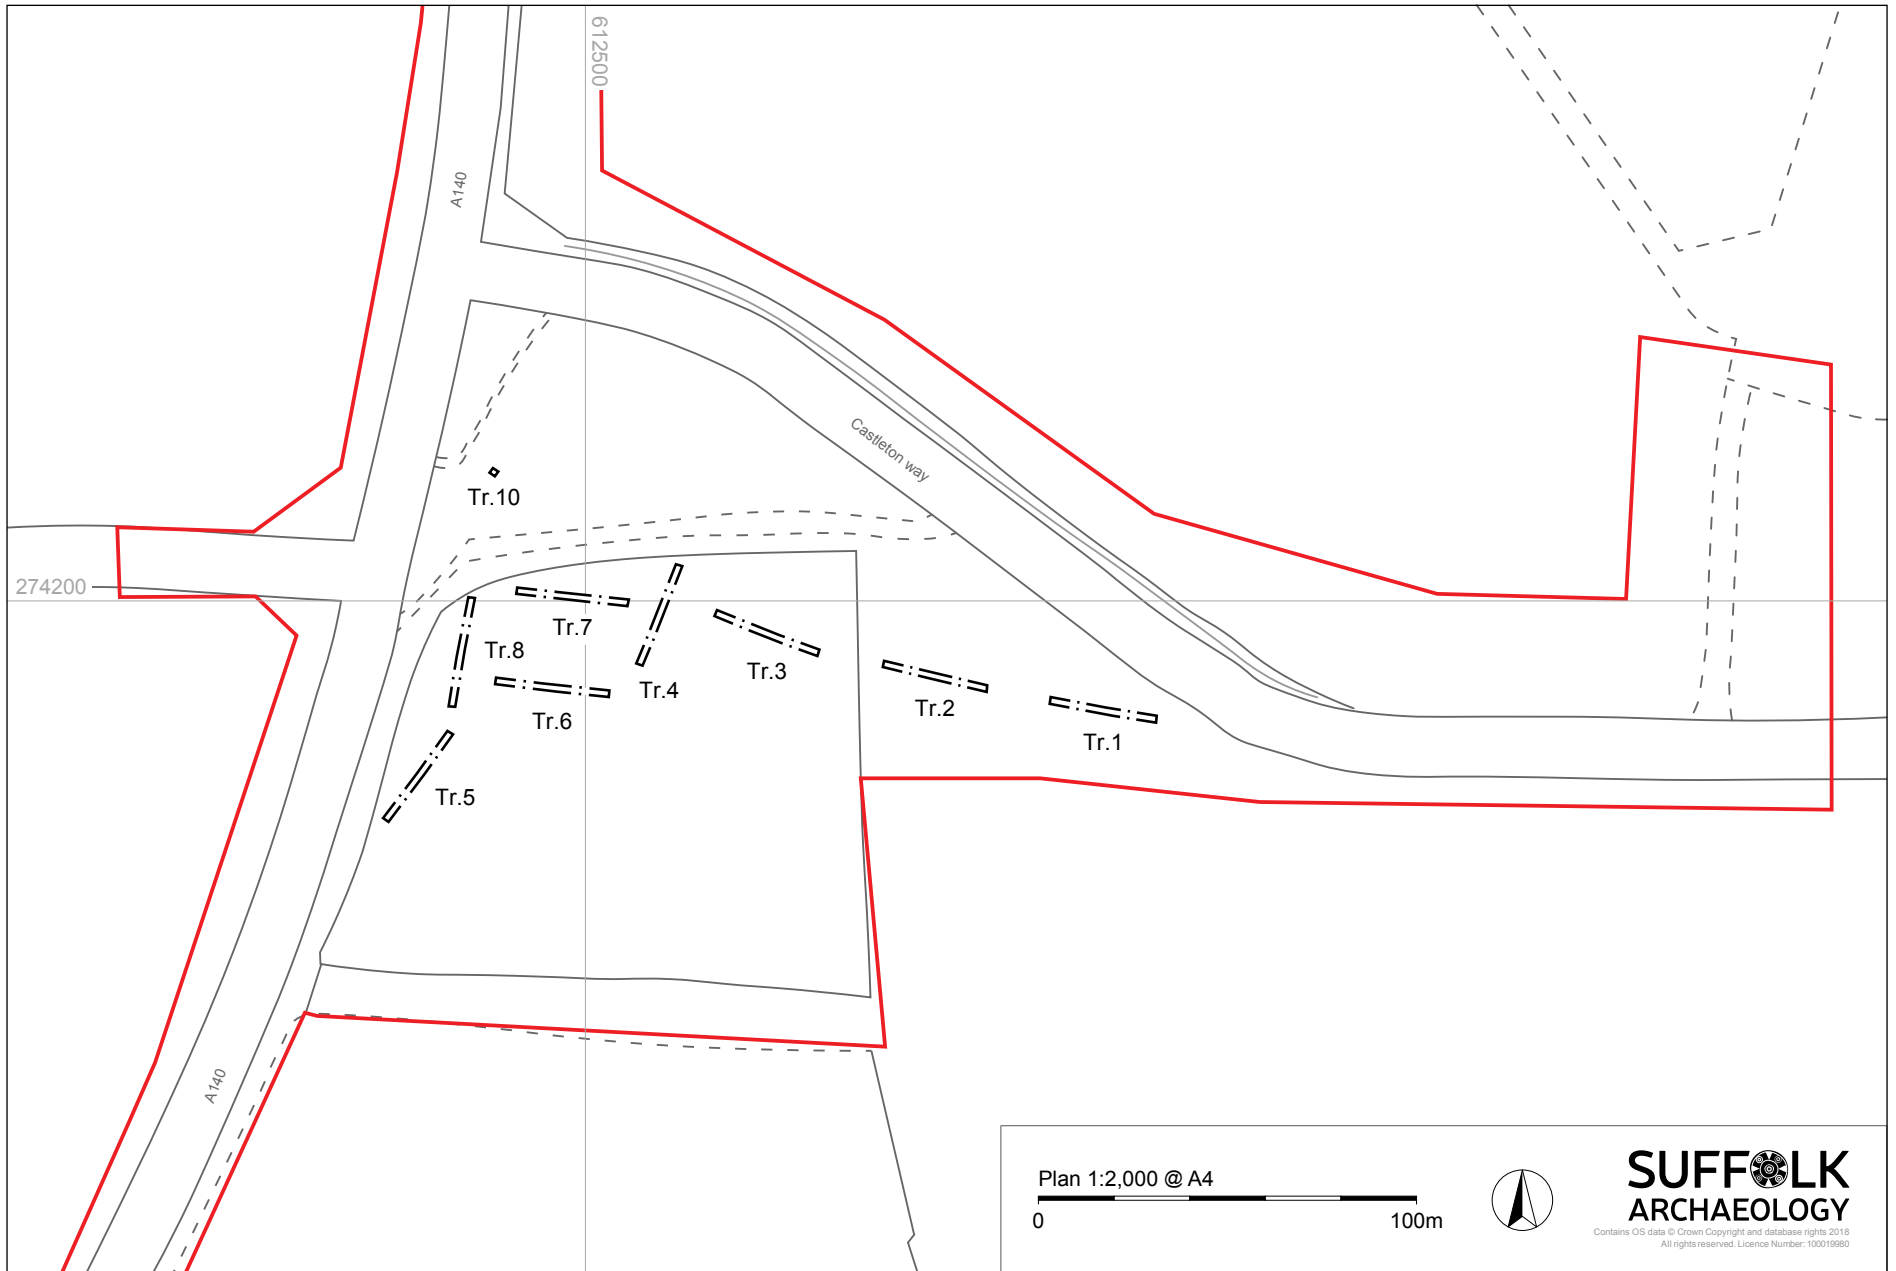 612500
A140
Castleton way
Tr.10
274200
Tr.7
Tr.8
Tr.3
Tr.4
Tr.2
Tr.6
Tr.1
Tr.5
A140
Plan 1:2,000 @ A4
0 100m
SUFFOLK
ARCHAEOLOGY
Contains OS data © Crown Copyright and database rights 2018
All rights reserved. Licence Number: 100019980